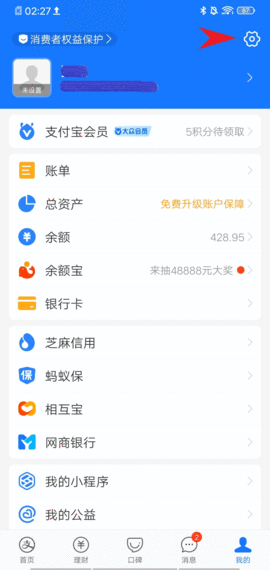 02:27
97
消费者权益保护 >
未设置
支付宝会员 大众会员 5积分待领取 >
账单 >
总资产 免费升级账户保障 >
余额 428.95 >
余额宝 来抽48888元大奖 >
银行卡 >
芝麻信用 >
保 蚂蚁保 >
相互宝 >
网商银行 >
我的小程序 >
我的公益 >
首页 理财 口碑 消息 2 我的